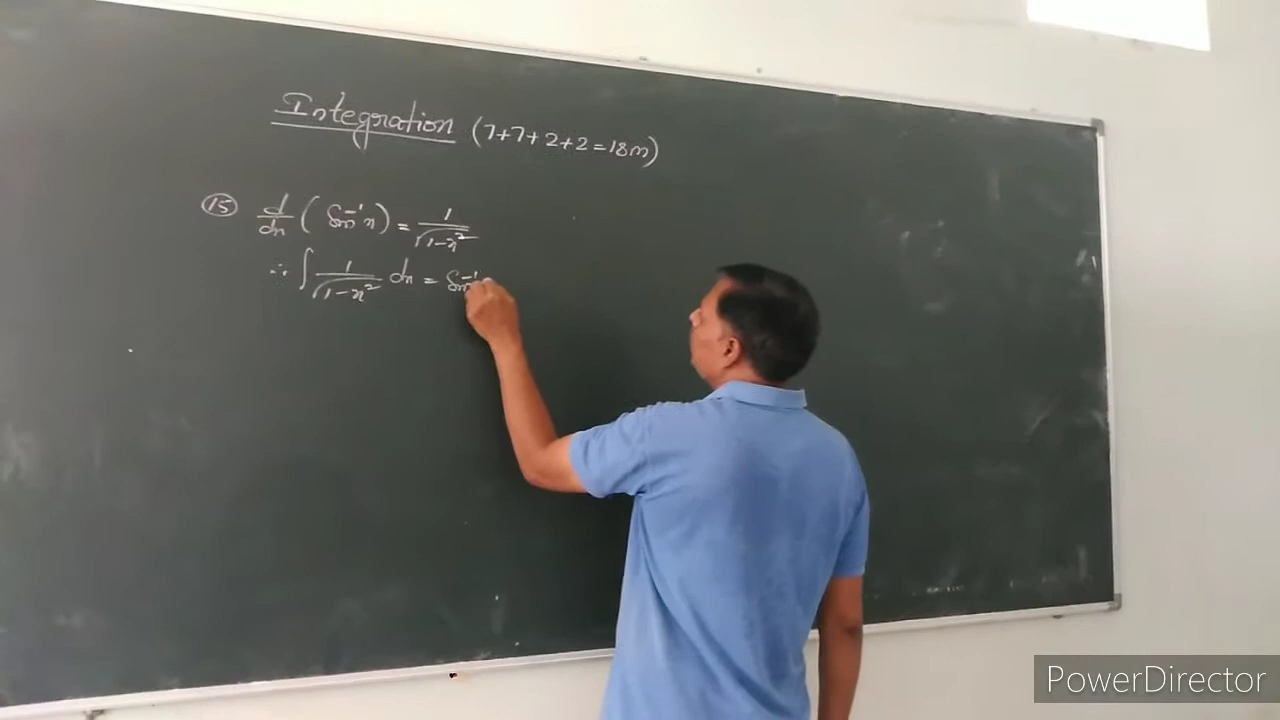 Integration (7+7+2+2=18m)
⑮ d/dx (Sin⁻¹x) = 1/√(1-x²)
∴ ∫ 1/√(1-x²) dx = Sin⁻¹
PowerDirector